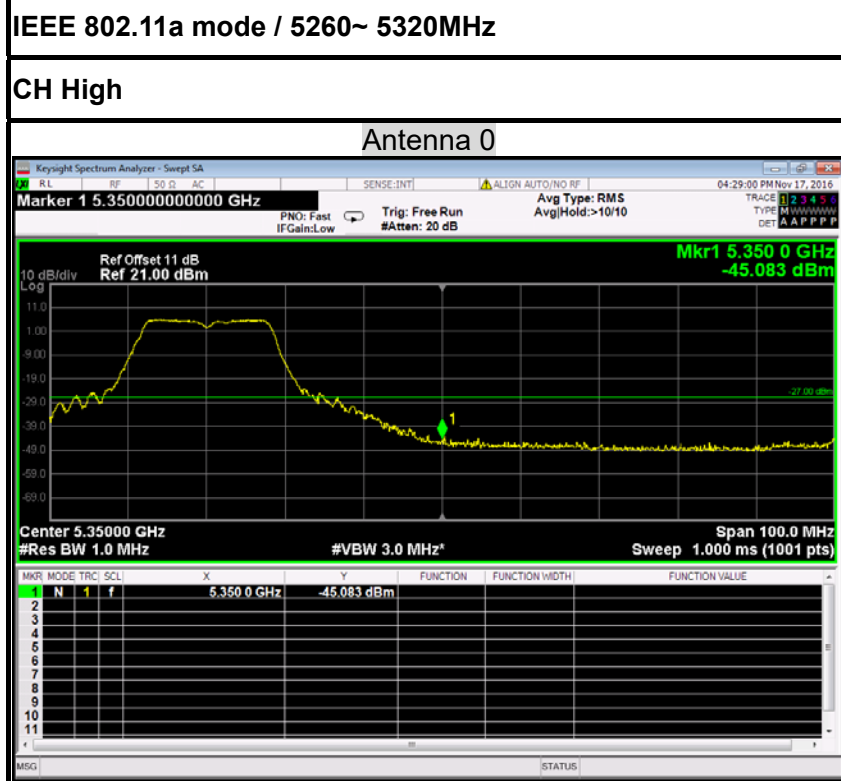 IEEE 802.11a mode / 5260~ 5320MHz
CH High
Antenna 0
Keysight Spectrum Analyzer - Swept SA
RL RF 50 Ω AC SENSE:INT ALIGN AUTO/NO RF 04:29:00 PM Nov 17, 2016
Marker 1 5.350000000000 GHz
PNO: Fast
IFGain:Low
Trig: Free Run
#Atten: 20 dB
Avg Type: RMS
Avg|Hold:>10/10
TRACE 1 2 3 4 5 6
TYPE M WWWWW
DET A A P P P P
Ref Offset 11 dB
10 dB/div Ref 21.00 dBm
Log
Mkr1 5.350 0 GHz
-45.083 dBm
11.0
1.00
-9.00
-19.0
-27.00 dBm
-29.0
-39.0
1
-49.0
-59.0
-69.0
Center 5.35000 GHz Span 100.0 MHz
#Res BW 1.0 MHz #VBW 3.0 MHz* Sweep 1.000 ms (1001 pts)
MKR MODE TRC SCL X Y FUNCTION FUNCTION WIDTH FUNCTION VALUE
1 N 1 f 5.350 0 GHz -45.083 dBm
2
3
4
5
6
7
8
9
10
11
MSG STATUS